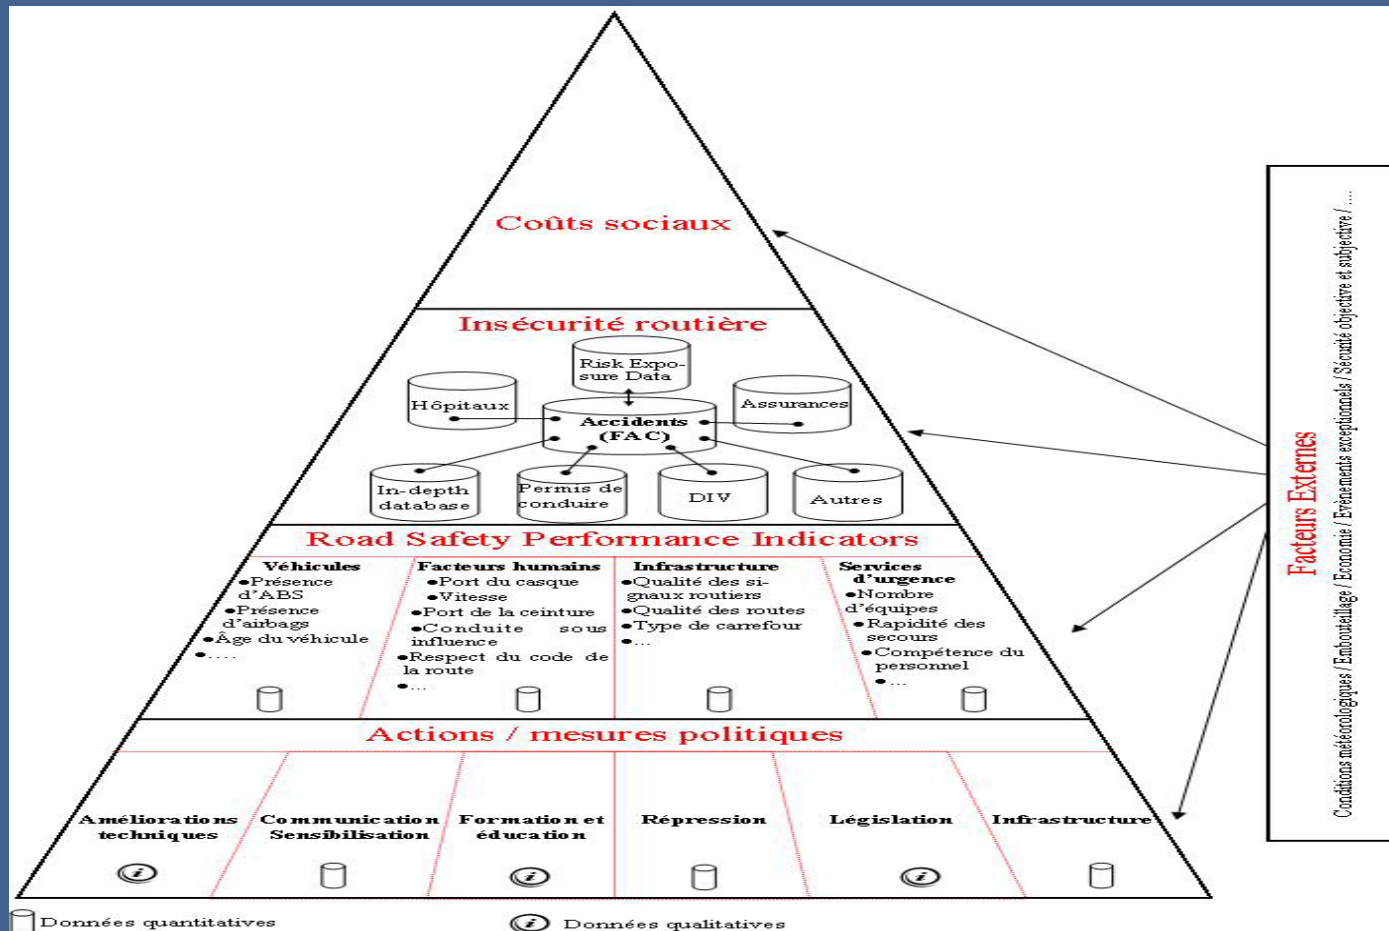 Coûts sociaux
Insécurité routière
Risk Expo-
sure Data
Hôpitaux
Assurances
Accidents
(FAC)
In-depth
database
Permis de
conduire
DIV
Autres
Road Safety Performance Indicators
Véhicules
•Présence
d'ABS
•Présence
d'airbags
•Âge du véhicule
•....
Facteurs humains
•Port du casque
•Vitesse
•Port de la ceinture
•Conduite sous
influence
•Respect du code de
la route
•...
Infrastructure
•Qualité des si-
gnaux routiers
•Qualité des routes
•Type de carrefour
•...
Services
d'urgence
•Nombre
d'équipes
•Rapidité des
secours
•Compétence du
personnel
•...
Actions / mesures politiques
Améliorations
techniques
Communication
Sensibilisation
Formation et
éducation
Répression
Législation
Infrastructure
i
i
i
Données quantitatives
i Données qualitatives
Facteurs Externes
Conditions météorologiques / Embouteillage / Economie / Evènements exceptionnels / Sécurité objective et subjective / ....